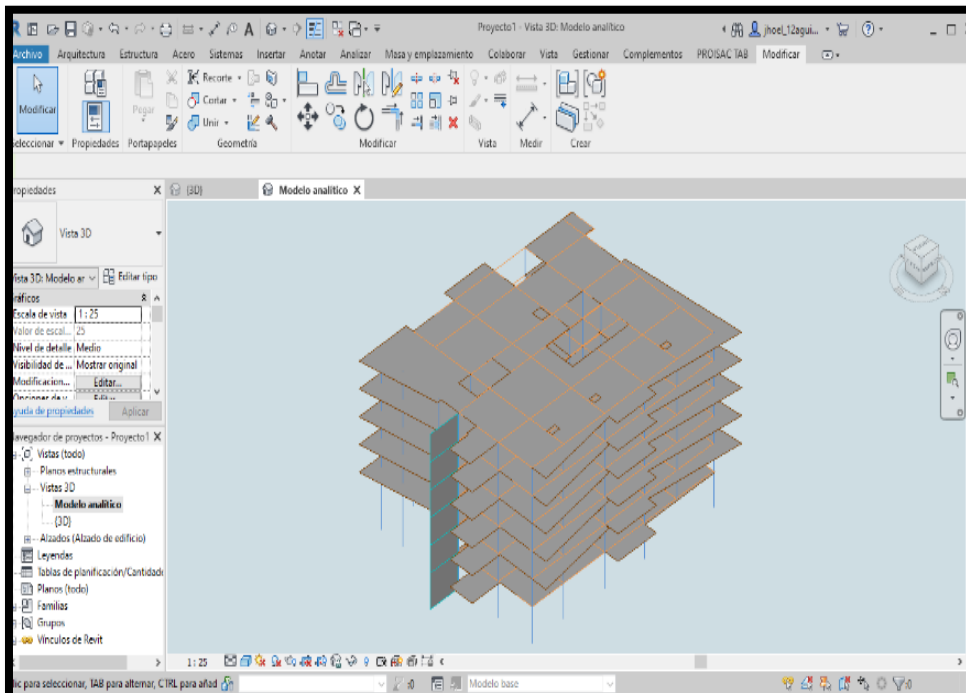 Proyecto1 - Vista 3D: Modelo analítico
jhoel_12agui...
Archivo Arquitectura Estructura Acero Sistemas Insertar Anotar Analizar Masa y emplazamiento Colaborar Vista Gestionar Complementos PROISAC TAB Modificar
Modificar
Pegar
Recorte
Cortar
Unir
eleccionar Propiedades Portapapeles Geometría Modificar Vista Medir Crear
ropiedades X
{3D}
Modelo analítico X
Vista 3D
Vista 3D: Modelo ar
Editar tipo
ráficos
Escala de vista 1 : 25
Valor de escal... 25
Nivel de detalle Medio
Visibilidad de ... Mostrar original
Modificacion... Editar...
yuda de propiedades Aplicar
avegador de proyectos - Proyecto1 X
Vistas (todo)
Planos estructurales
Vistas 3D
Modelo analítico
{3D}
Alzados (Alzado de edificio)
Leyendas
Tablas de planificación/Cantidade
Planos (todo)
Familias
Grupos
Vínculos de Revit
1 : 25
lic para seleccionar, TAB para alternar, CTRL para añad
:0
Modelo base
:0